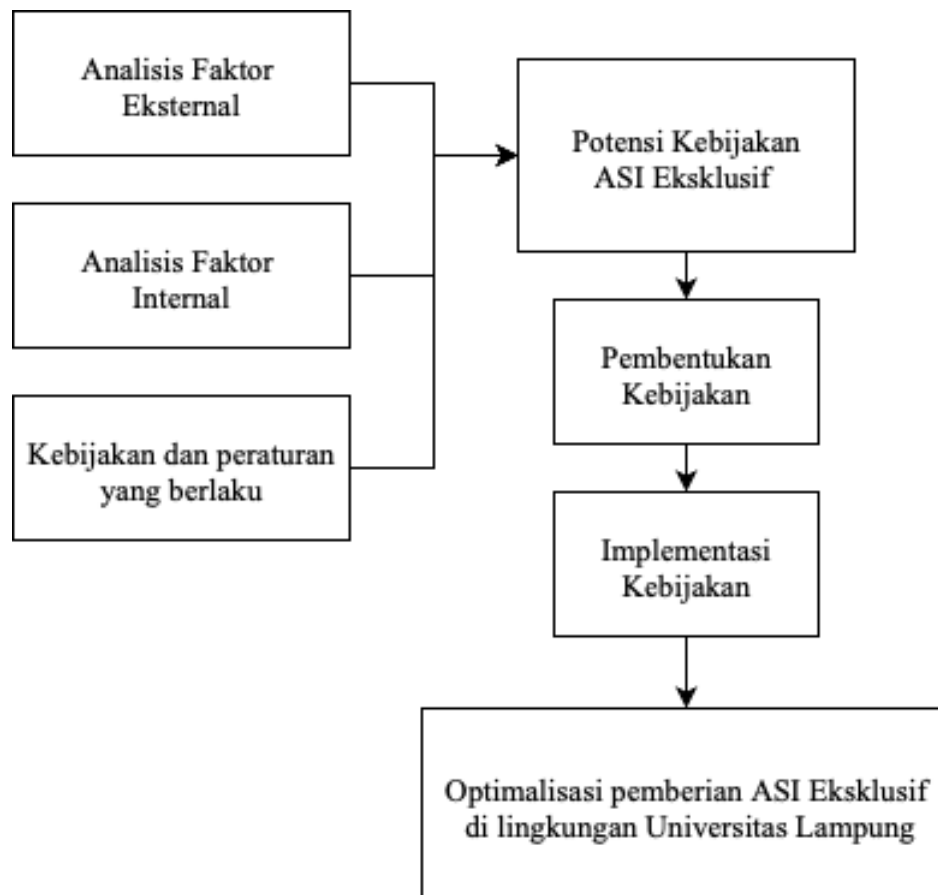 Analisis Faktor
Eksternal
Analisis Faktor
Internal
Kebijakan dan peraturan
yang berlaku
Potensi Kebijakan
ASI Eksklusif
Pembentukan
Kebijakan
Implementasi
Kebijakan
Optimalisasi pemberian ASI Eksklusif
di lingkungan Universitas Lampung